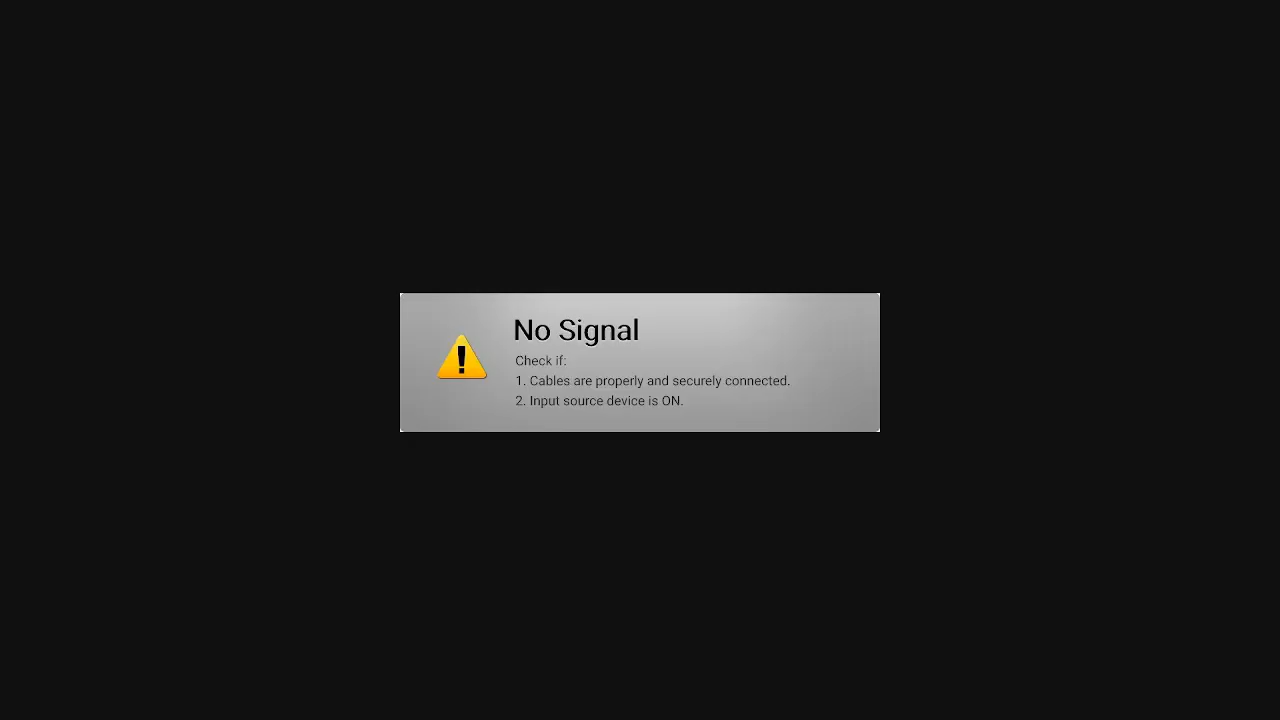 No Signal
Check if:
1. Cables are properly and securely connected.
2. Input source device is ON.